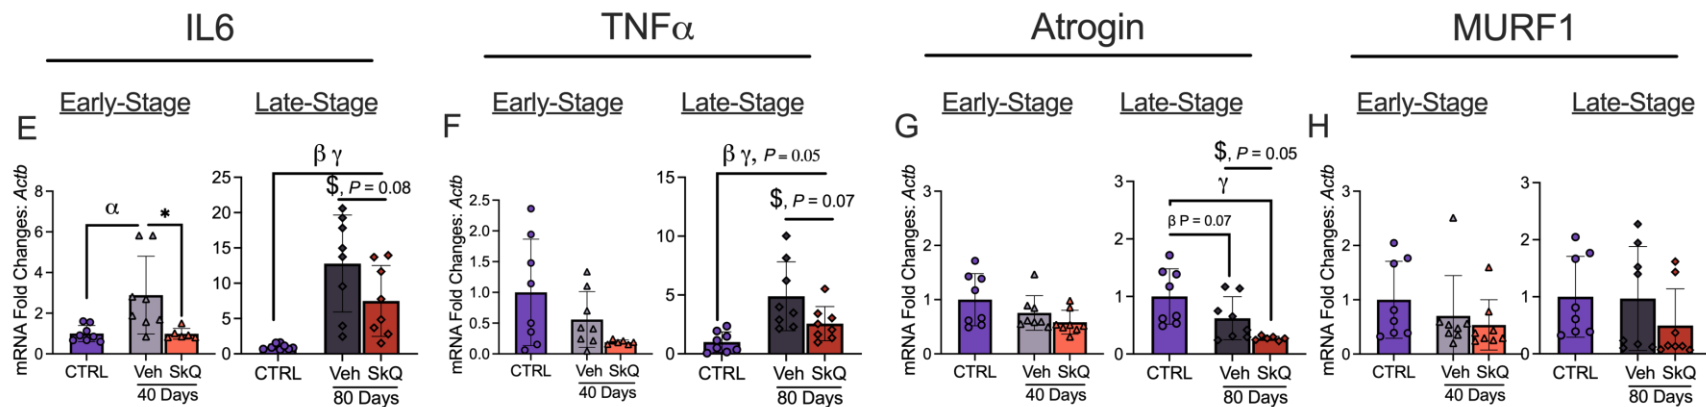 IL6
TNFα
Atrogin
MURF1
Early-Stage
Late-Stage
Early-Stage
Late-Stage
Early-Stage
Late-Stage
Early-Stage
Late-Stage
E
mRNA Fold Changes: Actb
8
6
4
2
0
α
*
CTRL
Veh SkQ
40 Days
25
20
15
10
5
0
β γ
$, P = 0.08
CTRL
Veh SkQ
80 Days
F
mRNA Fold Changes: Actb
2.5
2.0
1.5
1.0
0.5
0.0
CTRL
Veh SkQ
40 Days
15
10
5
0
β γ, P = 0.05
$, P = 0.07
CTRL
Veh SkQ
80 Days
G
mRNA Fold Changes: Actb
3
2
1
0
CTRL
Veh SkQ
40 Days
3
2
1
0
$, P = 0.05
γ
β P = 0.07
CTRL
Veh SkQ
80 Days
H
mRNA Fold Changes: Actb
3
2
1
0
CTRL
Veh SkQ
40 Days
3
2
1
0
CTRL
Veh SkQ
80 Days